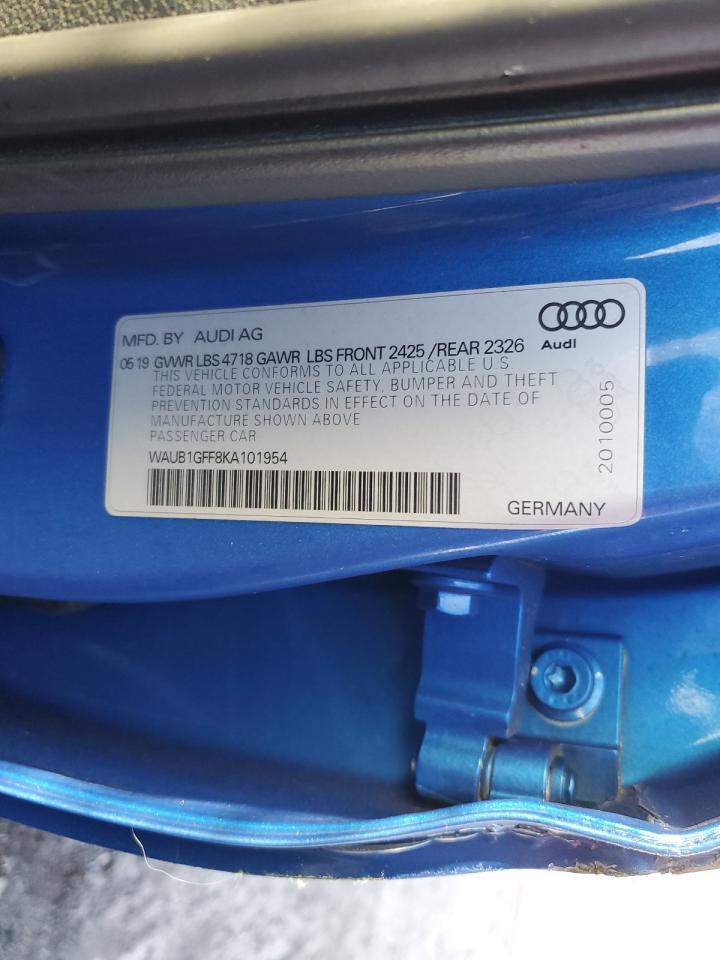 MFD. BY AUDI AG
Audi
05 19 GVWR LBS 4718 GAWR LBS FRONT 2425 /REAR 2326
THIS VEHICLE CONFORMS TO ALL APPLICABLE U.S
FEDERAL MOTOR VEHICLE SAFETY, BUMPER AND THEFT
PREVENTION STANDARDS IN EFFECT ON THE DATE OF
MANUFACTURE SHOWN ABOVE
PASSENGER CAR
WAUB1GFF8KA101954
2010005
GERMANY